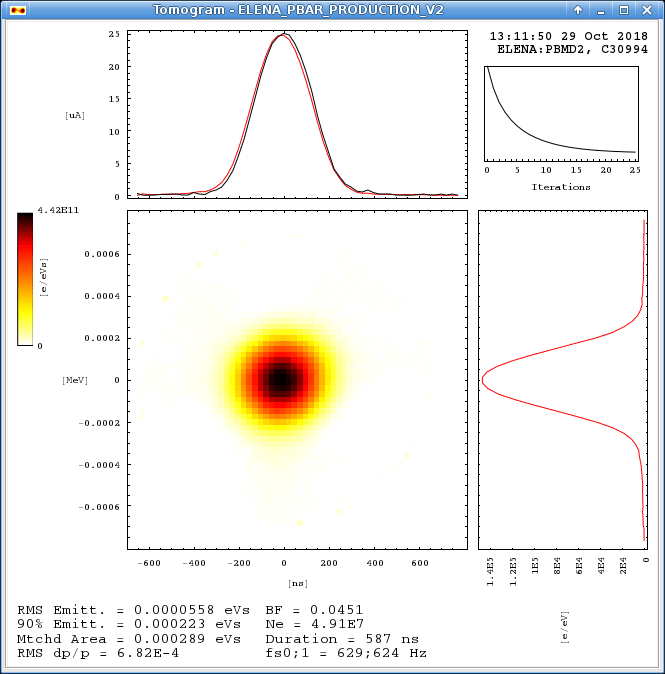 Tomogram - ELENA_PBAR_PRODUCTION_V2
13:11:50 29 Oct 2018
ELENA:PBMD2, C30994
25
20
15
10
5
0
[uA]
0 5 10 15 20 25
Iterations
4.42E11
[e/eVs]
0
0.0006
0.0004
0.0002
0
-0.0002
-0.0004
-0.0006
[MeV]
-600 -400 -200 0 200 400 600
[ns]
1.4E5 1.2E5 1E5 8E4 6E4 4E4 2E4 0
[e/eV]
RMS Emitt. = 0.0000558 eVs BF = 0.0451
90% Emitt. = 0.000223 eVs Ne = 4.91E7
Mtchd Area = 0.000289 eVs Duration = 587 ns
RMS dp/p = 6.82E-4 fs0;1 = 629;624 Hz